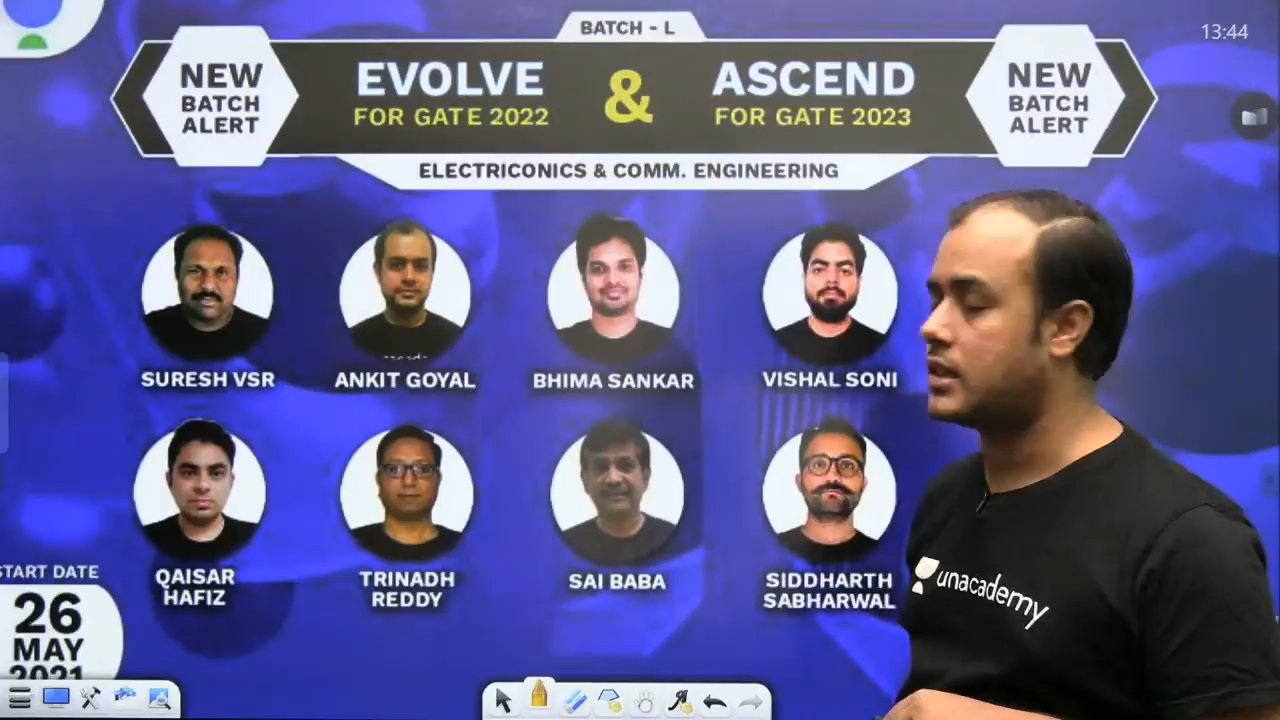 13:44
BATCH - L
NEW
BATCH
ALERT
EVOLVE
FOR GATE 2022
&
ASCEND
FOR GATE 2023
NEW
BATCH
ALERT
ELECTRICONICS & COMM. ENGINEERING
SURESH VSR
ANKIT GOYAL
BHIMA SANKAR
VISHAL SONI
QAISAR
HAFIZ
TRINADH
REDDY
SAI BABA
SIDDHARTH
SABHARWAL
START DATE
26
MAY
2021
unacademy